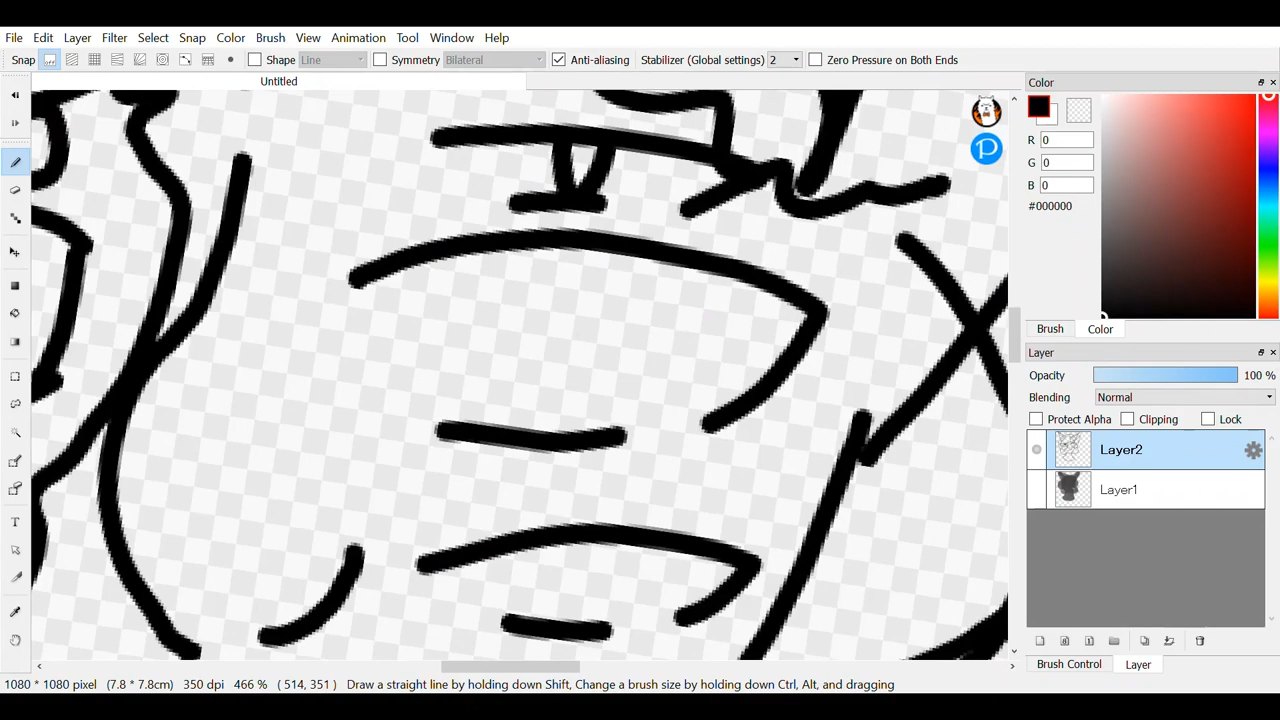 File Edit Layer Filter Select Snap Color Brush View Animation Tool Window Help
Snap Shape Line Symmetry Bilateral Anti-aliasing Stabilizer (Global settings) 2 Zero Pressure on Both Ends
Untitled
Color
R 0
G 0
B 0
#000000
Brush Color
Layer
Opacity 100 %
Blending Normal
Protect Alpha Clipping Lock
Layer2
Layer1
Brush Control Layer
1080 * 1080 pixel (7.8 * 7.8cm) 350 dpi 466 % ( 514, 351 ) Draw a straight line by holding down Shift, Change a brush size by holding down Ctrl, Alt, and dragging